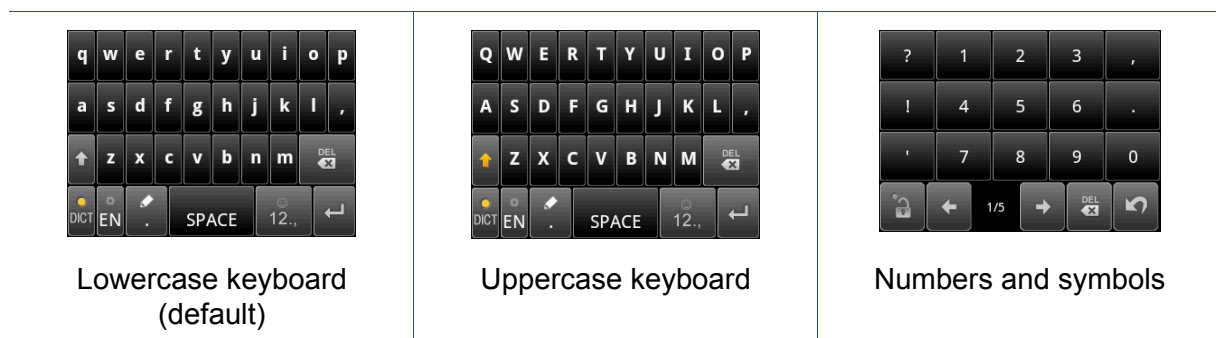 q w e r t y u i o p
a s d f g h j k l ,
z x c v b n m DEL
DICT EN . SPACE 12.,
Lowercase keyboard
(default)
Q W E R T Y U I O P
A S D F G H J K L ,
Z X C V B N M DEL
DICT EN . SPACE 12.,
Uppercase keyboard
? 1 2 3 ,
! 4 5 6 .
' 7 8 9 0
1/5 DEL
Numbers and symbols